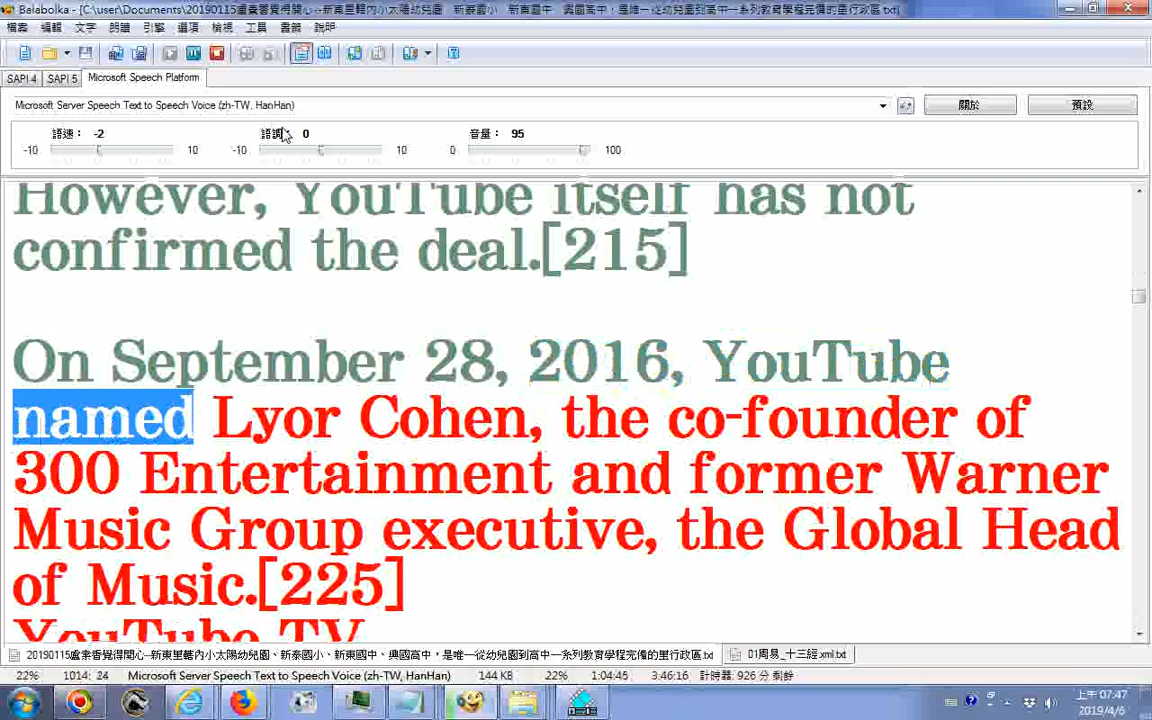 Balabolka - [C:\user\Documents\20190115盧素香覺得開心--新東里轄內小太陽幼兒園、新泰國小、新東國中、興國高中，是唯一從幼兒園到高中一系列教育學程完備的里行政區.txt]
檔案 編輯 文字 朗讀 引擎 選項 檢視 工具 書籤 說明
SAPI 4 SAPI 5 Microsoft Speech Platform
Microsoft Server Speech Text to Speech Voice (zh-TW, HanHan) 關於 預設
語速： -2 語調： 0 音量： 95
-10 10 -10 10 0 100
However, YouTube itself has not
confirmed the deal.[215]
On September 28, 2016, YouTube
named Lyor Cohen, the co-founder of
300 Entertainment and former Warner
Music Group executive, the Global Head
of Music.[225]
YouTube TV
20190115盧素香覺得開心--新東里轄內小太陽幼兒園、新泰國小、新東國中、興國高中，是唯一從幼兒園到高中一系列教育學程完備的里行政區.txt 01周易_十三經.xml.txt
22% 1014: 24 Microsoft Server Speech Text to Speech Voice (zh-TW, HanHan) 144 KB 22% 1:04:45 3:46:16 計時器: 926 分 剩餘
上午 07:47
2019/4/6